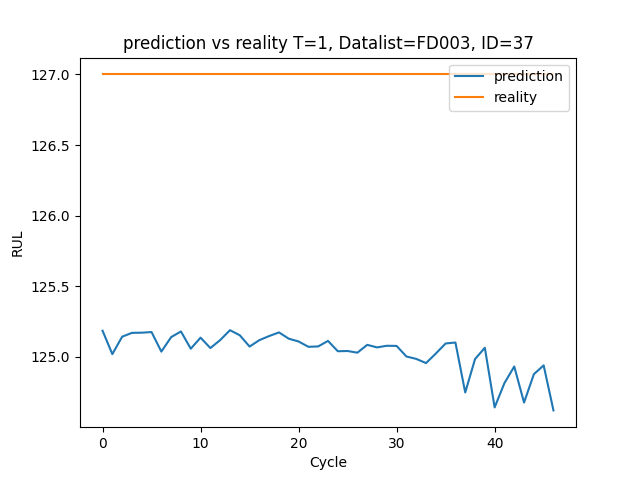 prediction vs reality T=1, Datalist=FD003, ID=37
prediction
reality
127.0
126.5
126.0
125.5
125.0
RUL
0 10 20 30 40
Cycle